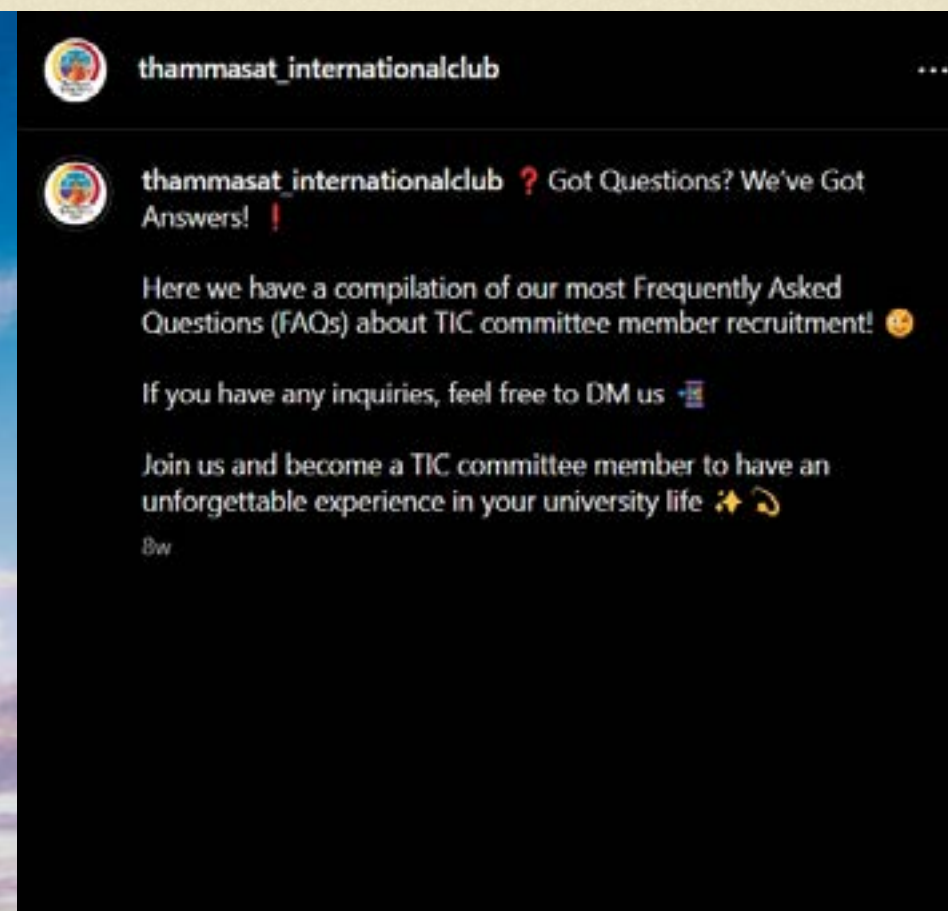 thammasat_internationalclub
thammasat_internationalclub ❓ Got Questions? We've Got
Answers! ❗
Here we have a compilation of our most Frequently Asked
Questions (FAQs) about TIC committee member recruitment! 😉
If you have any inquiries, feel free to DM us 📲
Join us and become a TIC committee member to have an
unforgettable experience in your university life ✨ 💫
8w